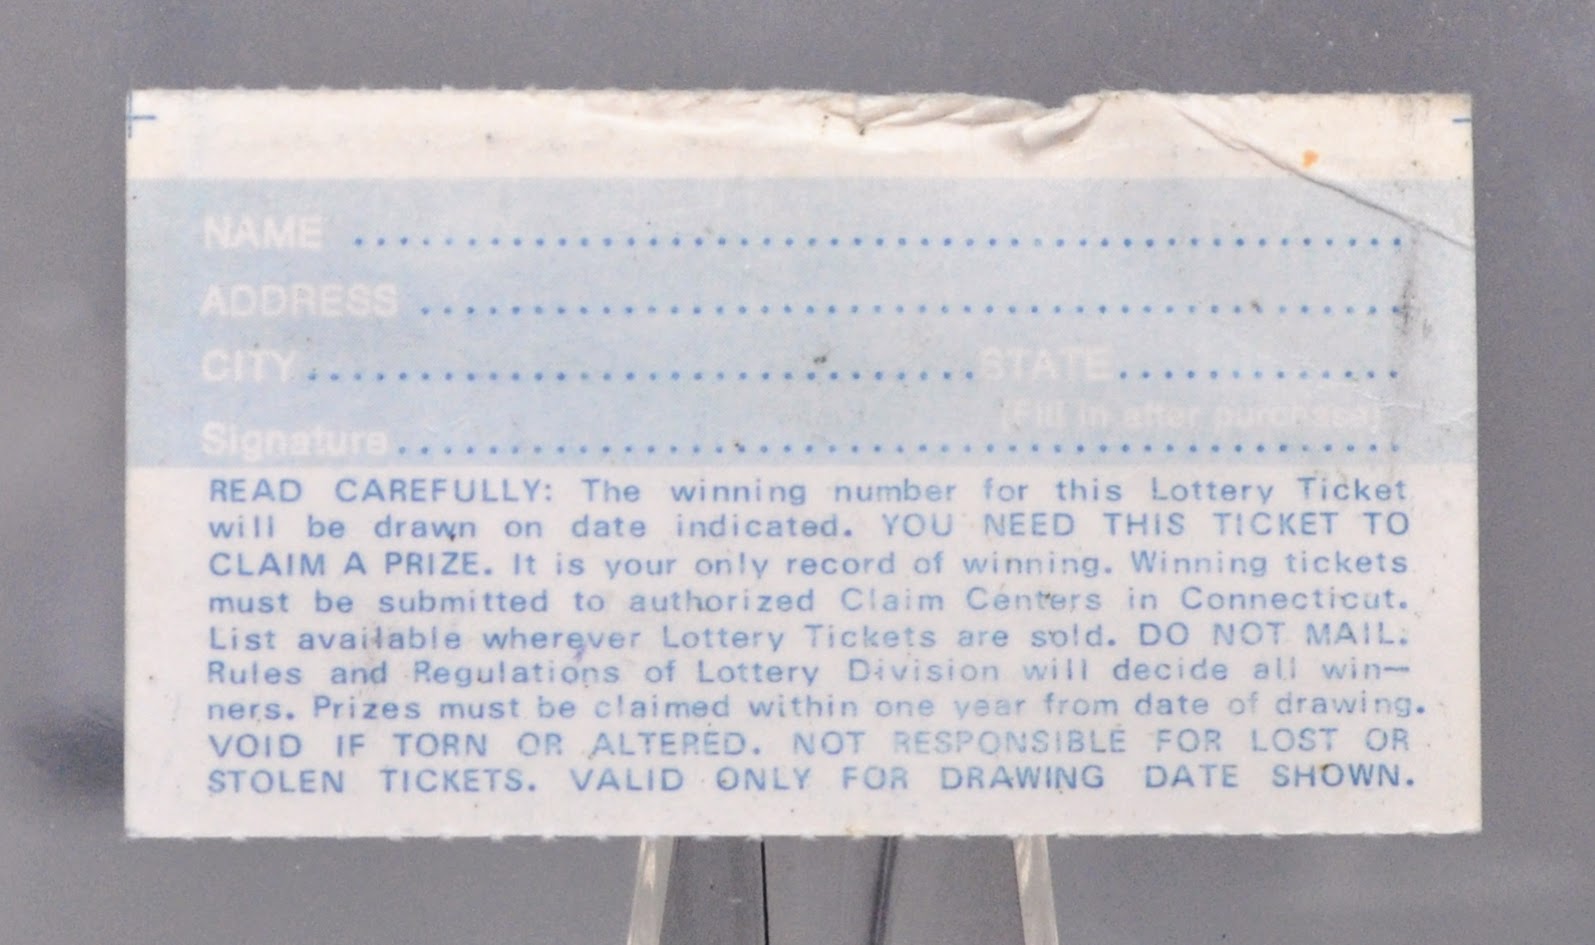 NAME ........................................
ADDRESS ........................................
CITY .............................. STATE .............
(Fill in after purchase)
Signature ........................................
READ CAREFULLY: The winning number for this Lottery Ticket
will be drawn on date indicated. YOU NEED THIS TICKET TO
CLAIM A PRIZE. It is your only record of winning. Winning tickets
must be submitted to authorized Claim Centers in Connecticut.
List available wherever Lottery Tickets are sold. DO NOT MAIL.
Rules and Regulations of Lottery Division will decide all win—
ners. Prizes must be claimed within one year from date of drawing.
VOID IF TORN OR ALTERED. NOT RESPONSIBLE FOR LOST OR
STOLEN TICKETS. VALID ONLY FOR DRAWING DATE SHOWN.